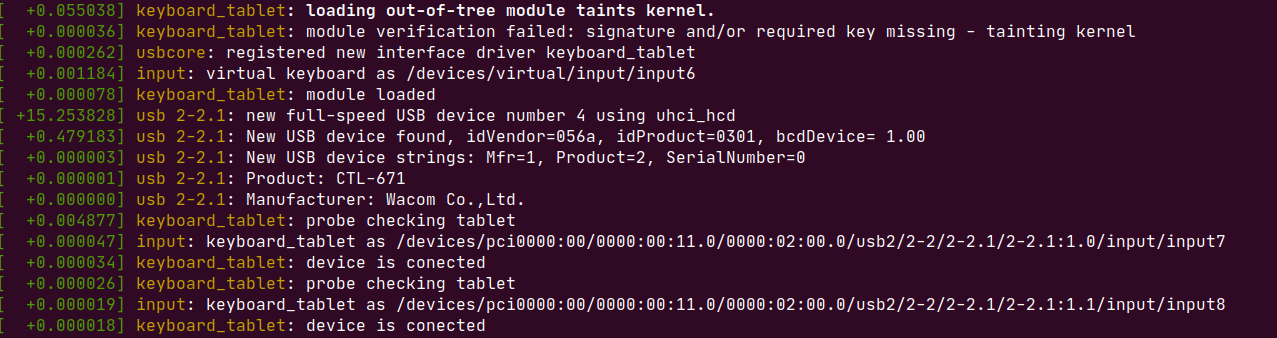 [  +0.055038] keyboard_tablet: loading out-of-tree module taints kernel.
[  +0.000036] keyboard_tablet: module verification failed: signature and/or required key missing - tainting kernel
[  +0.000262] usbcore: registered new interface driver keyboard_tablet
[  +0.001184] input: virtual keyboard as /devices/virtual/input/input6
[  +0.000078] keyboard_tablet: module loaded
[ +15.253828] usb 2-2.1: new full-speed USB device number 4 using uhci_hcd
[  +0.479183] usb 2-2.1: New USB device found, idVendor=056a, idProduct=0301, bcdDevice= 1.00
[  +0.000003] usb 2-2.1: New USB device strings: Mfr=1, Product=2, SerialNumber=0
[  +0.000001] usb 2-2.1: Product: CTL-671
[  +0.000000] usb 2-2.1: Manufacturer: Wacom Co.,Ltd.
[  +0.004877] keyboard_tablet: probe checking tablet
[  +0.000047] input: keyboard_tablet as /devices/pci0000:00/0000:00:11.0/0000:02:00.0/usb2/2-2/2-2.1/2-2.1:1.0/input/input7
[  +0.000034] keyboard_tablet: device is conected
[  +0.000026] keyboard_tablet: probe checking tablet
[  +0.000019] input: keyboard_tablet as /devices/pci0000:00/0000:00:11.0/0000:02:00.0/usb2/2-2/2-2.1/2-2.1:1.1/input/input8
[  +0.000018] keyboard_tablet: device is conected